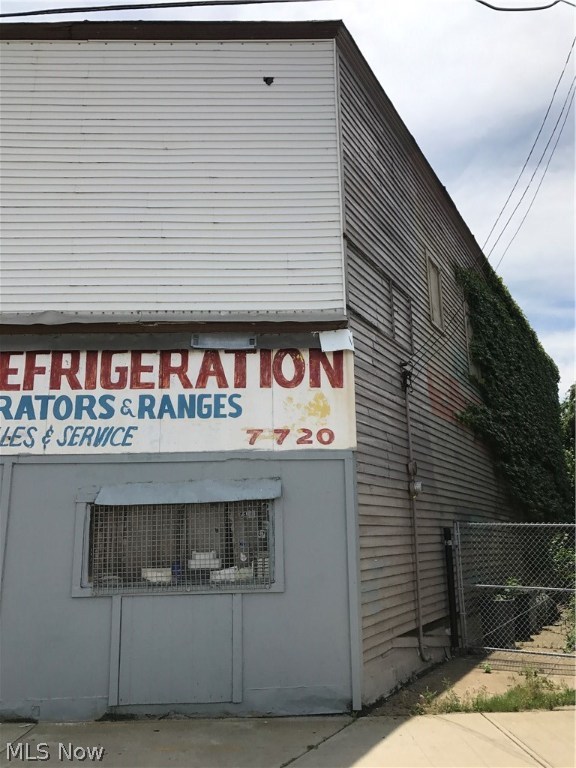 EFRIGERATION
RATORS & RANGES
LES & SERVICE 7720
MLS Now